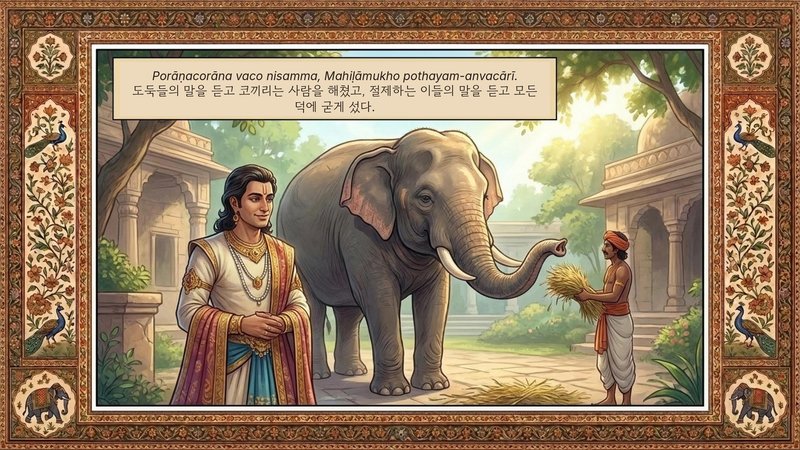 Porāṇacorāna vaco nisamma, Mahiḷāmukho pothayam-anvacārī.
도둑들의 말을 듣고 코끼리는 사람을 해쳤고, 절제하는 이들의 말을 듣고 모든
덕에 굳게 섰다.